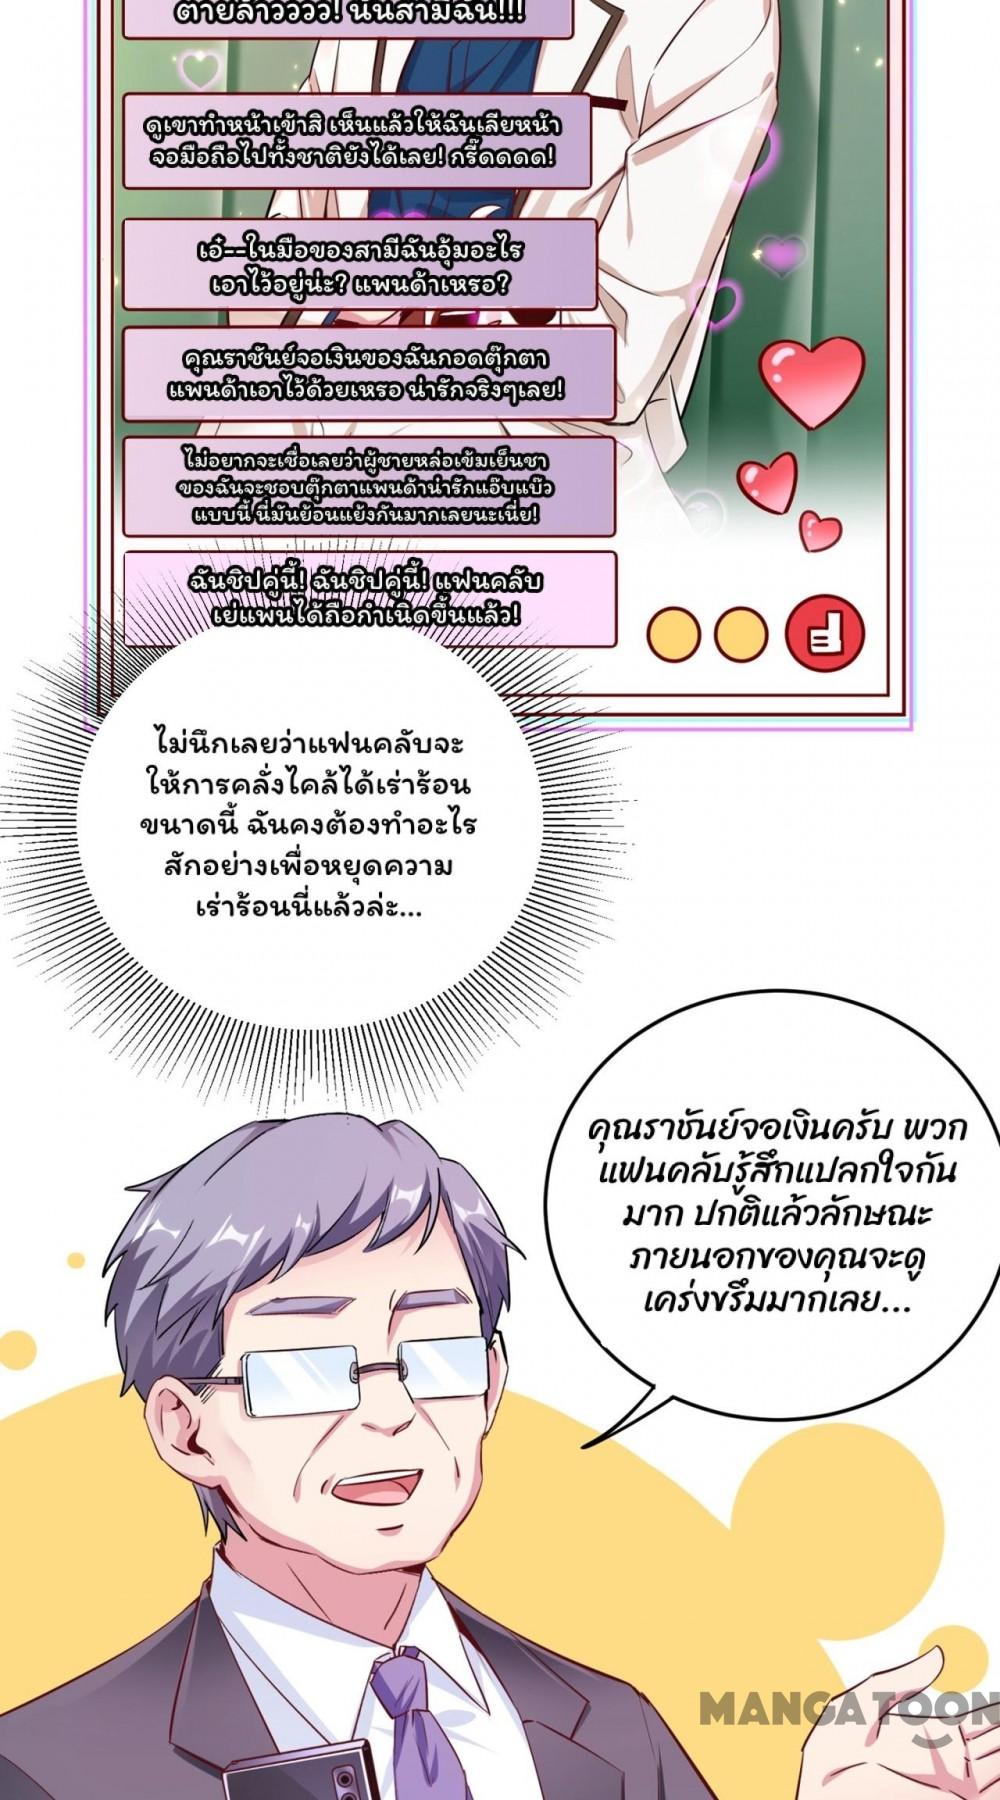 ตายล้าวววว! นั่นสามีฉัน!!!
ดูเขาทำหน้าเข้าสิ เห็นแล้วให้ฉันเลียหน้า
จอมือถือไปทั้งชาติยังได้เลย! กรี๊ดดดด!
เอ๋--ในมือของสามีฉันอุ้มอะไร
เอาไว้อยู่น่ะ? แพนด้าเหรอ?
คุณราชันย์จอเงินของฉันกอดตุ๊กตา
แพนด้าเอาไว้ด้วยเหรอ น่ารักจริงๆเลย!
ไม่อยากจะเชื่อเลยว่าผู้ชายหล่อเข้มเย็นชา
ของฉันจะชอบตุ๊กตาแพนด้าน่ารักแอ๊บแบ๊ว
แบบนี้ นี่มันย้อนแย้งกันมากเลยนะเนี่ย!
ฉันชิปคู่นี้! ฉันชิปคู่นี้! แฟนคลับ
เย่แพนได้ถือกำเนิดขึ้นแล้ว!
ไม่นึกเลยว่าแฟนคลับจะ
ให้การคลั่งไคล้ได้เร่าร้อน
ขนาดนี้ ฉันคงต้องทำอะไร
สักอย่างเพื่อหยุดความ
เร่าร้อนนี่แล้วล่ะ...
คุณราชันย์จอเงินครับ พวก
แฟนคลับรู้สึกแปลกใจกัน
มาก ปกติแล้วลักษณะ
ภายนอกของคุณจะดู
เคร่งขรึมมากเลย...
MANGATOON